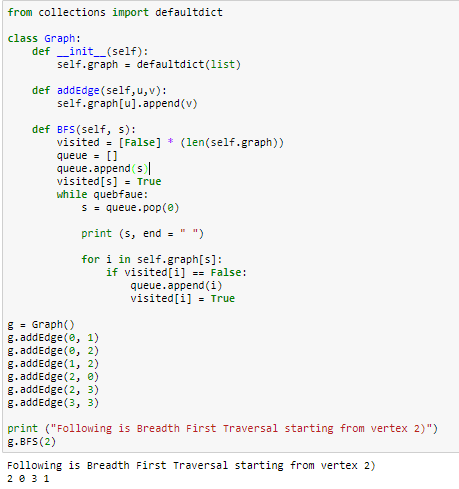 from collections import defaultdict
class Graph:
def __init__(self):
self.graph = defaultdict(list)
def addEdge(self,u,v):
self.graph[u].append(v)
def BFS(self, s):
visited = [False] * (len(self.graph))
queue = []
queue.append(s)
visited[s] = True
while quebfaue:
s = queue.pop(0)
print (s, end = " ")
for i in self.graph[s]:
if visited[i] == False:
queue.append(i)
visited[i] = True
g = Graph()
g.addEdge(0, 1)
g.addEdge(0, 2)
g.addEdge(1, 2)
g.addEdge(2, 0)
g.addEdge(2, 3)
g.addEdge(3, 3)
print ("Following is Breadth First Traversal starting from vertex 2)")
g.BFS(2)
Following is Breadth First Traversal starting from vertex 2)
2 0 3 1